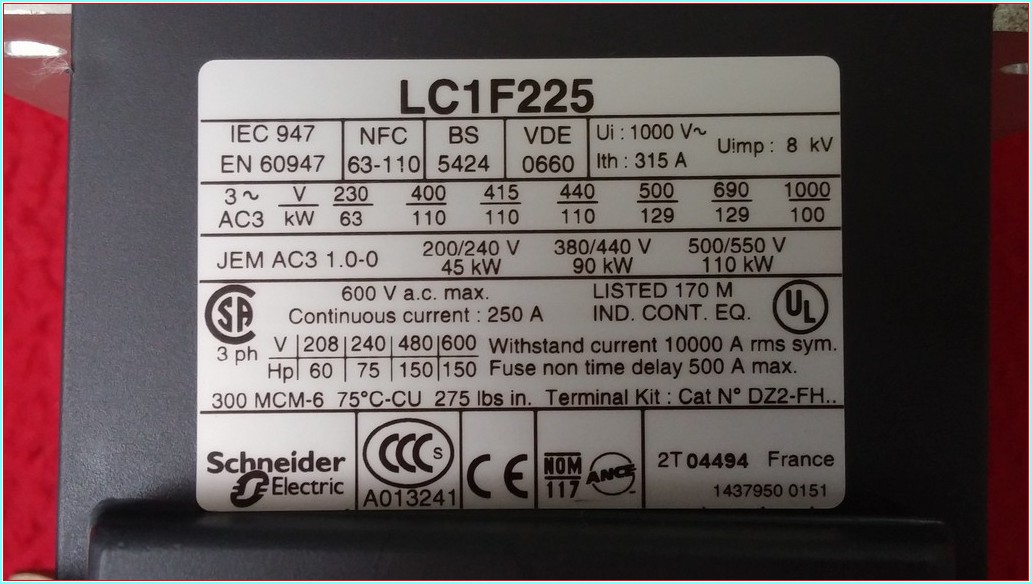 LC1F225
IEC 947
EN 60947
NFC
63-110
BS
5424
VDE
0660
Ui : 1000 V~
Ith : 315 A
Uimp : 8 kV
3~ V 230 400 415 440 500 690 1000
AC3 kW 63 110 110 110 129 129 100
JEM AC3 1.0-0
200/240 V 380/440 V 500/550 V
45 kW 90 kW 110 kW
SA
3 ph
600 V a.c. max.
Continuous current : 250 A
LISTED 170 M
IND. CONT. EQ.
UL
V 208 240 480 600
Hp 60 75 150 150
Withstand current 10000 A rms sym.
Fuse non time delay 500 A max.
300 MCM-6 75°C-CU 275 lbs in. Terminal Kit : Cat N° DZ2-FH..
Schneider
Electric
CCC S
A013241
CE
NOM
117
ANCE
2T 04494 France
1437950 0151